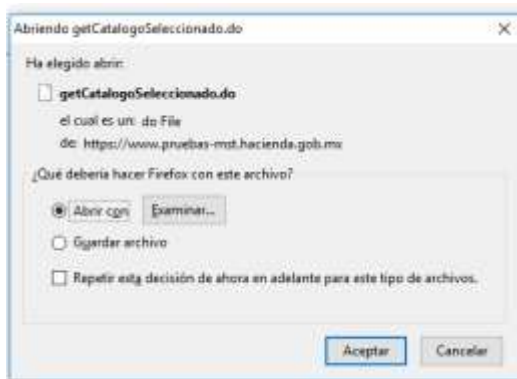 Abriendo getCatalogoSeleccionado.do
Ha elegido abrir:
getCatalogoSeleccionado.do
el cual es un: do File
de: https://www.pruebas-mst.hacienda.gob.mx
¿Qué debería hacer Firefox con este archivo?
Abrir con Examinar...
Guardar archivo
Repetir esta decisión de ahora en adelante para este tipo de archivos.
Aceptar Cancelar